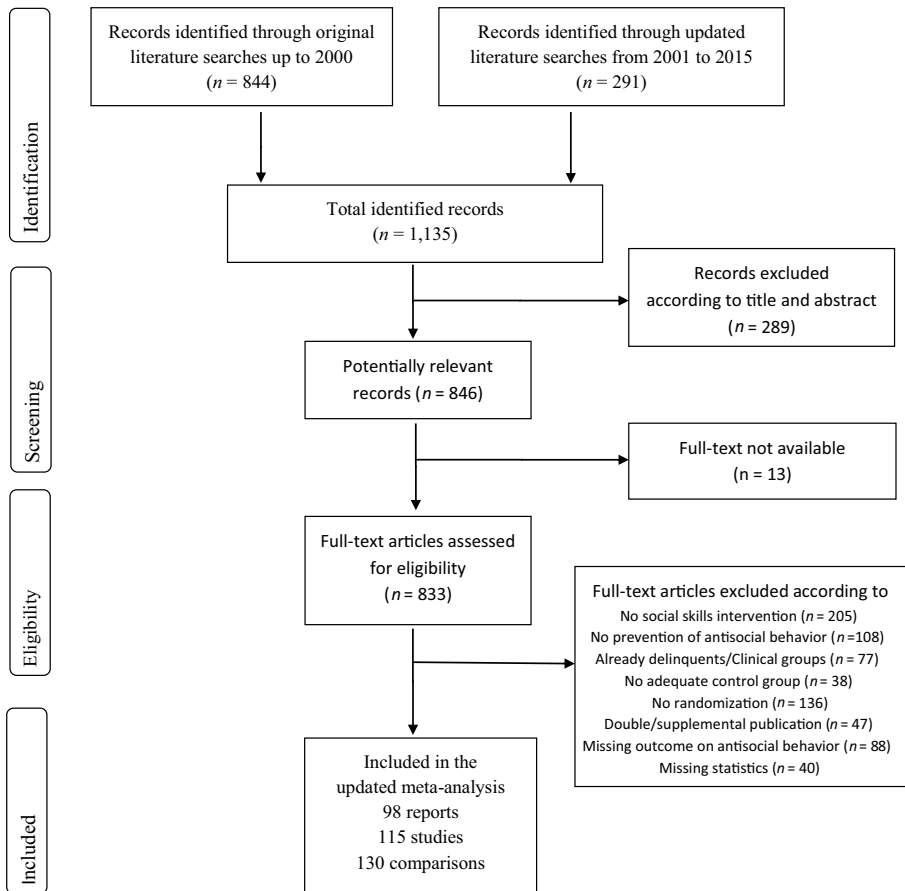 Identification
Records identified through original
literature searches up to 2000
(n = 844)
Records identified through updated
literature searches from 2001 to 2015
(n = 291)
Total identified records
(n = 1,135)
Screening
Records excluded
according to title and abstract
(n = 289)
Potentially relevant
records (n = 846)
Full-text not available
(n = 13)
Eligibility
Full-text articles assessed
for eligibility
(n = 833)
Full-text articles excluded according to
No social skills intervention (n = 205)
No prevention of antisocial behavior (n =108)
Already delinquents/Clinical groups (n = 77)
No adequate control group (n = 38)
No randomization (n = 136)
Double/supplemental publication (n = 47)
Missing outcome on antisocial behavior (n = 88)
Missing statistics (n = 40)
Included
Included in the
updated meta-analysis
98 reports
115 studies
130 comparisons